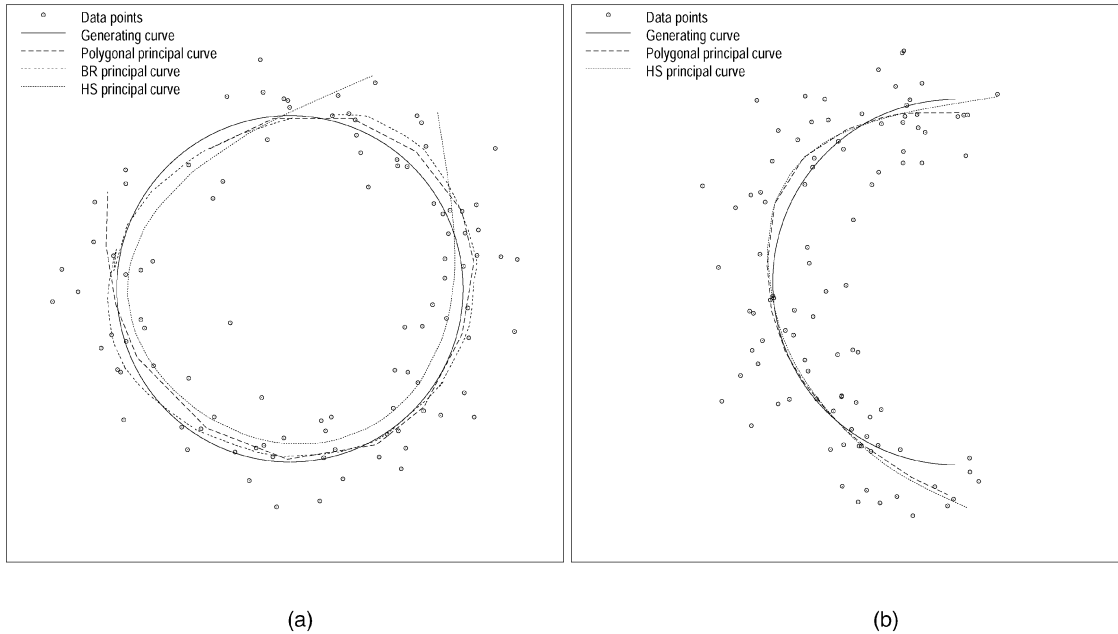 Data points
Generating curve
Polygonal principal curve
BR principal curve
HS principal curve
Data points
Generating curve
Polygonal principal curve
HS principal curve
(a)
(b)